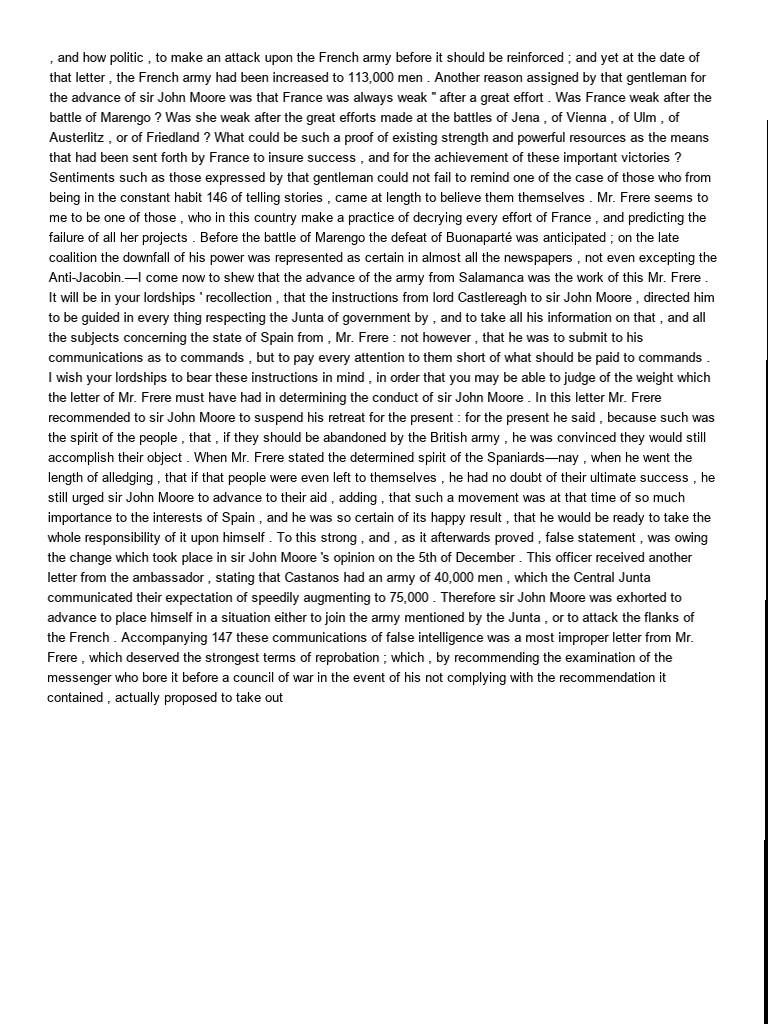 , and how politic , to make an attack upon the French army before it should be reinforced ; and yet at the date of
that letter , the French army had been increased to 113,000 men . Another reason assigned by that gentleman for
the advance of sir John Moore was that France was always weak " after a great effort . Was France weak after the
battle of Marengo ? Was she weak after the great efforts made at the battles of Jena , of Vienna , of Ulm , of
Austerlitz , or of Friedland ? What could be such a proof of existing strength and powerful resources as the means
that had been sent forth by France to insure success , and for the achievement of these important victories ?
Sentiments such as those expressed by that gentleman could not fail to remind one of the case of those who from
being in the constant habit 146 of telling stories , came at length to believe them themselves . Mr. Frere seems to
me to be one of those , who in this country make a practice of decrying every effort of France , and predicting the
failure of all her projects . Before the battle of Marengo the defeat of Buonaparté was anticipated ; on the late
coalition the downfall of his power was represented as certain in almost all the newspapers , not even excepting the
Anti-Jacobin.—I come now to shew that the advance of the army from Salamanca was the work of this Mr. Frere .
It will be in your lordships ' recollection , that the instructions from lord Castlereagh to sir John Moore , directed him
to be guided in every thing respecting the Junta of government by , and to take all his information on that , and all
the subjects concerning the state of Spain from , Mr. Frere : not however , that he was to submit to his
communications as to commands , but to pay every attention to them short of what should be paid to commands .
I wish your lordships to bear these instructions in mind , in order that you may be able to judge of the weight which
the letter of Mr. Frere must have had in determining the conduct of sir John Moore . In this letter Mr. Frere
recommended to sir John Moore to suspend his retreat for the present : for the present he said , because such was
the spirit of the people , that , if they should be abandoned by the British army , he was convinced they would still
accomplish their object . When Mr. Frere stated the determined spirit of the Spaniards—nay , when he went the
length of alledging , that if that people were even left to themselves , he had no doubt of their ultimate success , he
still urged sir John Moore to advance to their aid , adding , that such a movement was at that time of so much
importance to the interests of Spain , and he was so certain of its happy result , that he would be ready to take the
whole responsibility of it upon himself . To this strong , and , as it afterwards proved , false statement , was owing
the change which took place in sir John Moore 's opinion on the 5th of December . This officer received another
letter from the ambassador , stating that Castanos had an army of 40,000 men , which the Central Junta
communicated their expectation of speedily augmenting to 75,000 . Therefore sir John Moore was exhorted to
advance to place himself in a situation either to join the army mentioned by the Junta , or to attack the flanks of
the French . Accompanying 147 these communications of false intelligence was a most improper letter from Mr.
Frere , which deserved the strongest terms of reprobation ; which , by recommending the examination of the
messenger who bore it before a council of war in the event of his not complying with the recommendation it
contained , actually proposed to take out